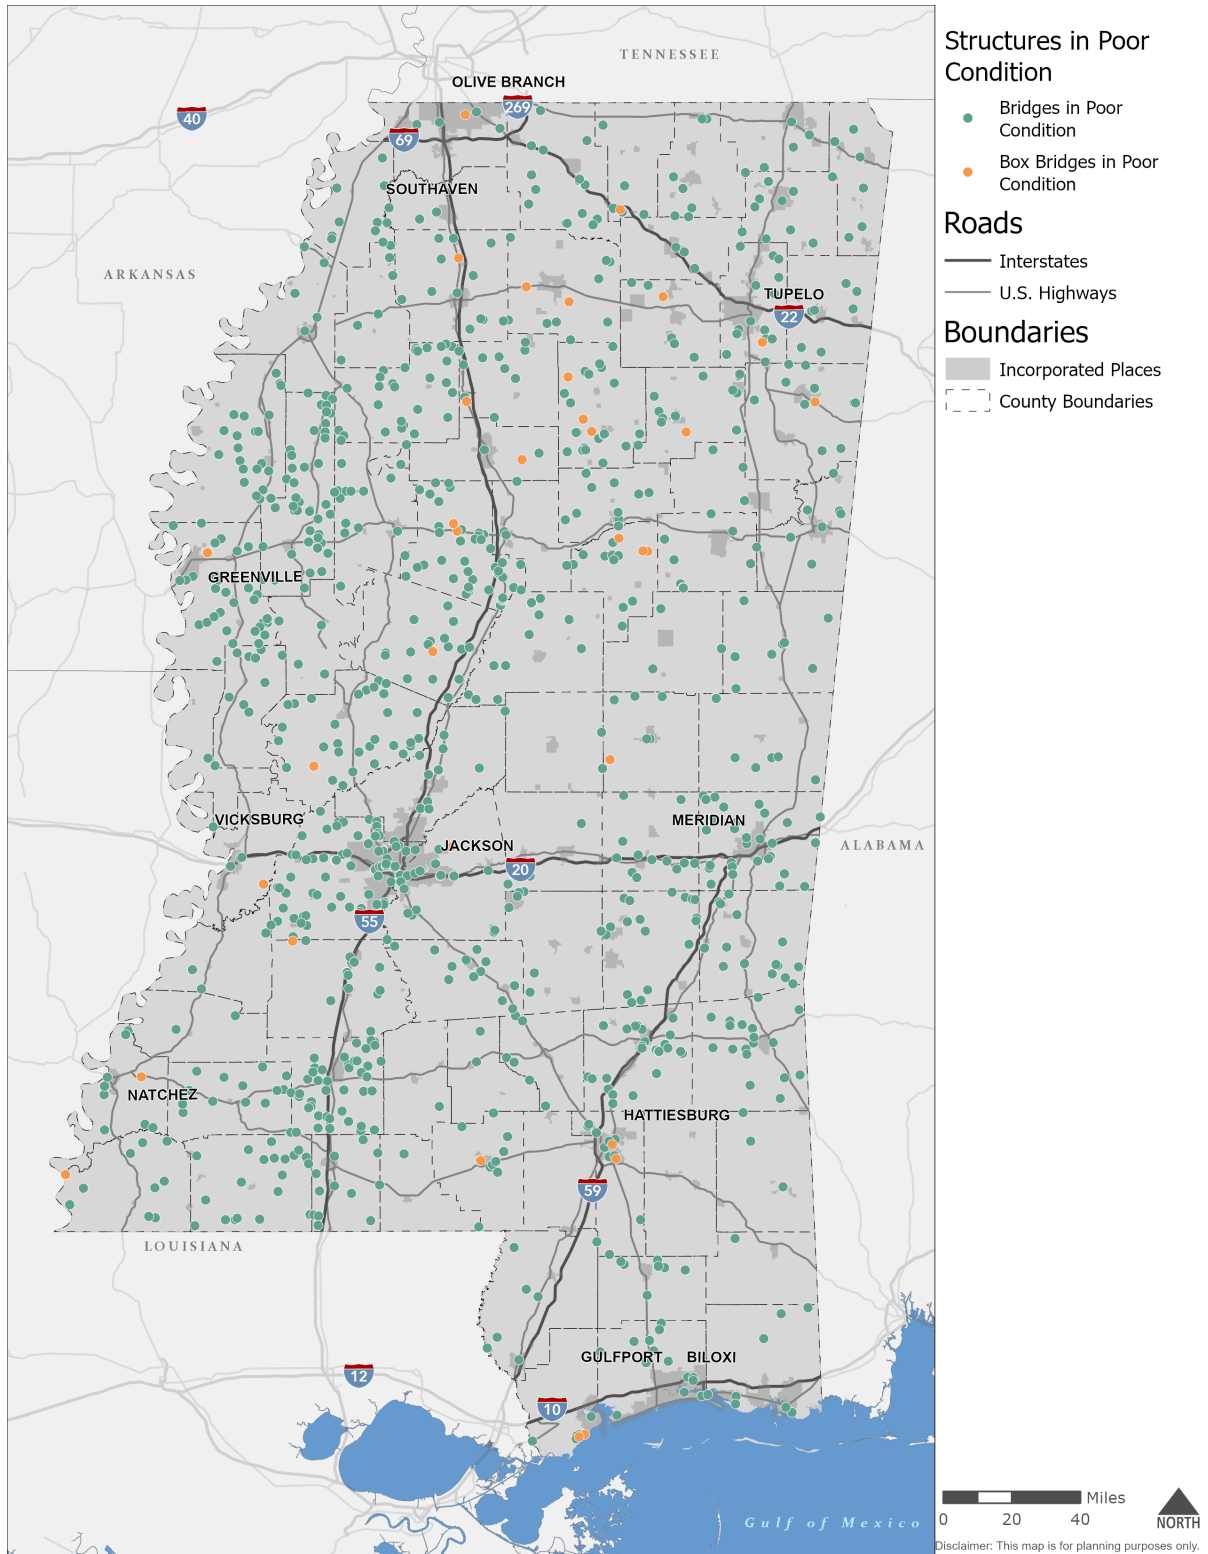 TENNESSEE
OLIVE BRANCH
269
40
69
SOUTHAVEN
ARKANSAS
TUPELO
22
GREENVILLE
VICKSBURG
MERIDIAN
JACKSON
ALABAMA
20
55
NATCHEZ
HATTIESBURG
59
LOUISIANA
GULFPORT
BILOXI
12
10
Gulf of Mexico
Structures in Poor
Condition
Bridges in Poor
Condition
Box Bridges in Poor
Condition
Roads
Interstates
U.S. Highways
Boundaries
Incorporated Places
County Boundaries
Miles
0 20 40
NORTH
Disclaimer: This map is for planning purposes only.